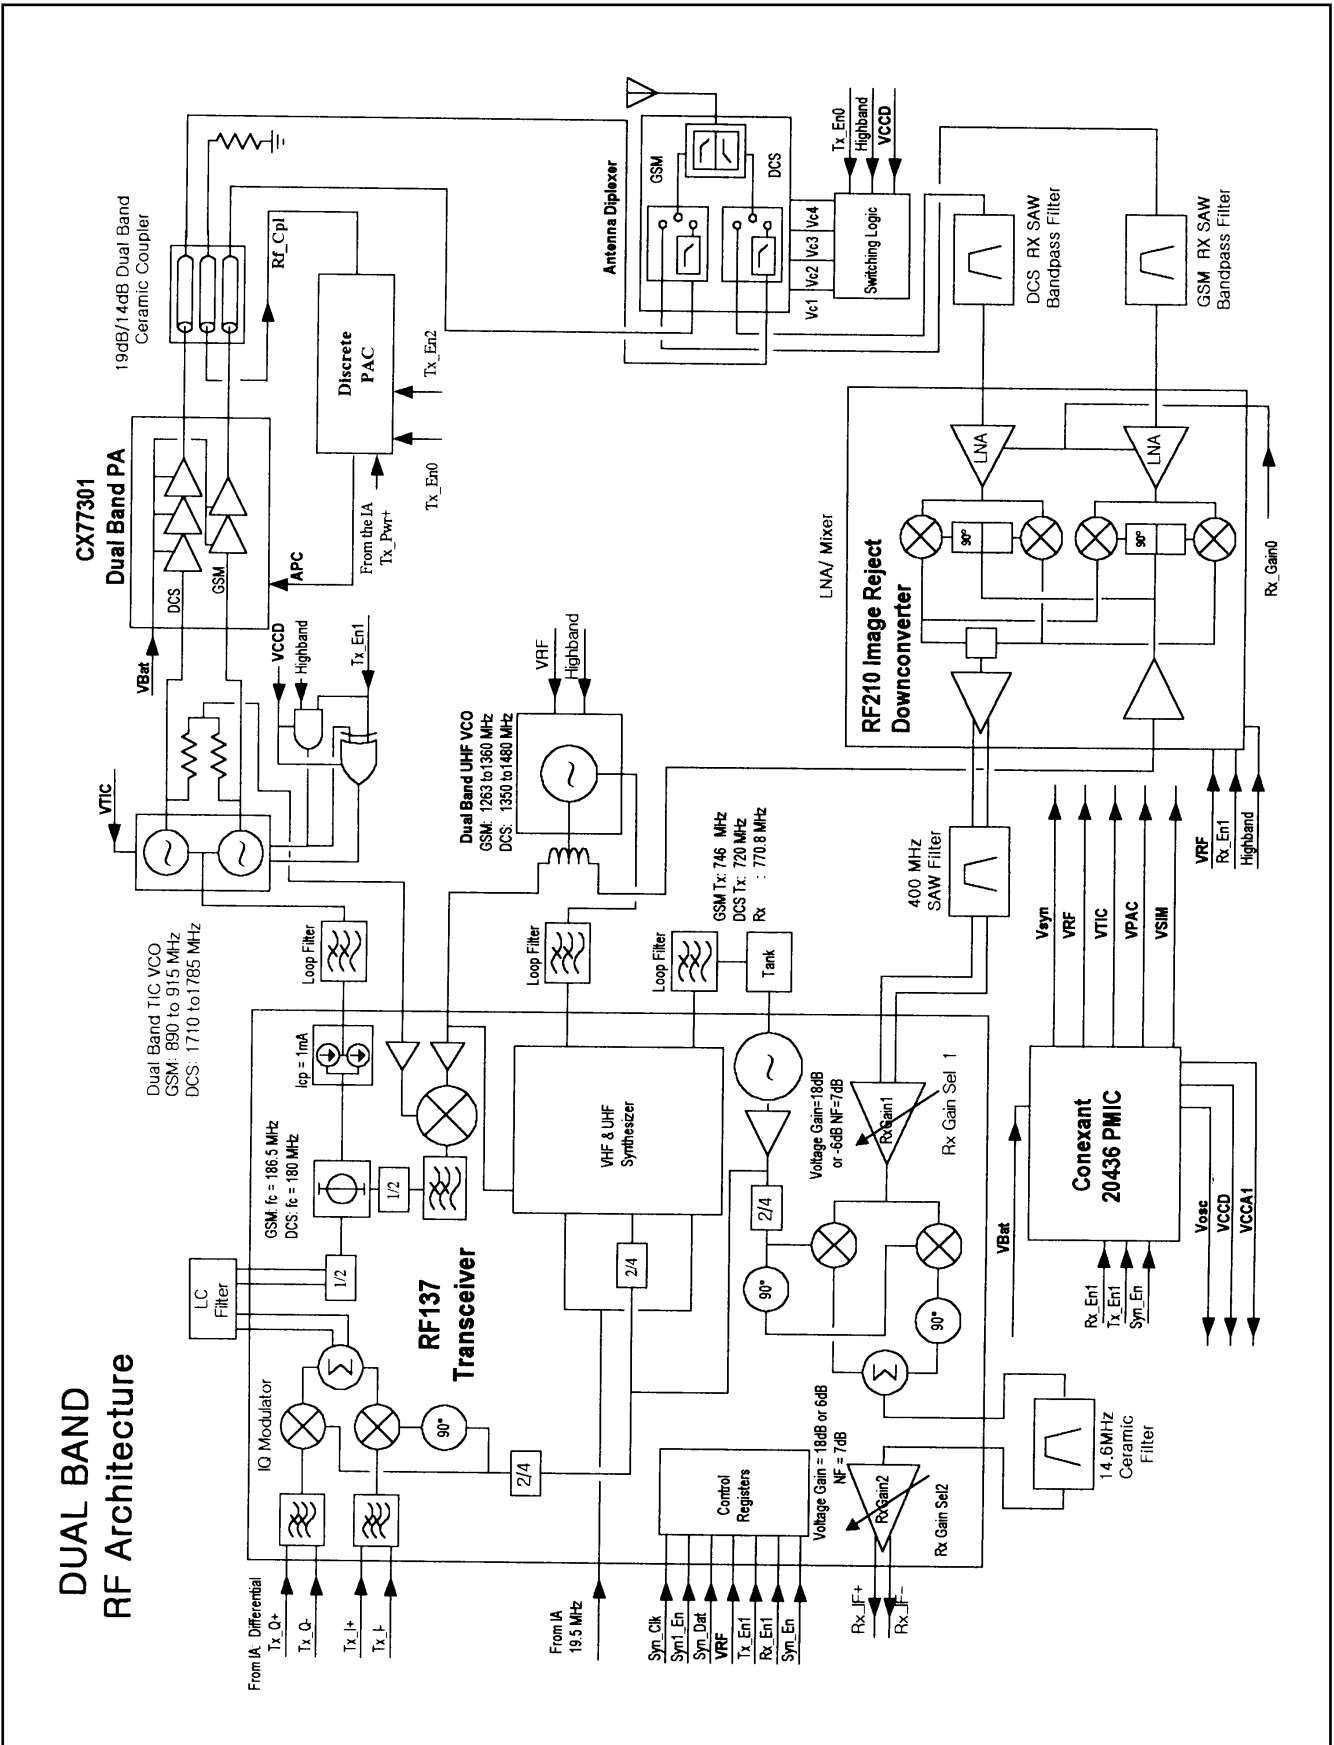 DUAL BAND
RF Architecture
19dB/14dB Dual Band
Ceramic Coupler
CX77301
Dual Band PA
DCS
GSM
VBat
APC
Rf_Cpl
Discrete
PAC
From the IA
Tx_Pwr+
Tx_En0
Tx_En2
VTIC
VCCD
Highband
Tx_En1
Dual Band TIC VCO
GSM: 890 to 915 MHz
DCS: 1710 to1785 MHz
Loop Filter
Icp = 1mA
GSM: fc = 186.5 MHz
DCS: fc = 180 MHz
1/2
1/2
LC
Filter
Σ
IQ Modulator
90°
2/4
From IA: Differential
Tx_Q+
Tx_Q-
Tx_I+
Tx_I-
RF137
Transceiver
Antenna Diplexer
GSM
DCS
Vc1
Vc2
Vc3
Vc4
Switching Logic
Tx_En0
Highband
VCCD
VRF
Highband
Dual Band UHF VCO
GSM: 1263 to1360 MHz
DCS: 1350 to1480 MHz
Loop Filter
Loop Filter
GSM Tx: 746 MHz
DCS Tx: 720 MHz
Rx : 770.8 MHz
Tank
VHF & UHF
Synthesizer
2/4
2/4
90°
From IA
19.5 MHz
DCS RX SAW
Bandpass Filter
GSM RX SAW
Bandpass Filter
LNA/ Mixer
RF210 Image Reject
Downconverter
LNA
LNA
90°
90°
Rx_Gain0
VRF
Rx_En1
Highband
400 MHz
SAW Filter
Voltage Gain=18dB
or -6dB NF=7dB
RxGain1
Rx Gain Sel 1
90°
Σ
Control
Registers
Syn_Clk
Syn1_En
Syn_Dat
VRF
Tx_En1
Rx_En1
Syn_En
Voltage Gain = 18dB or 6dB
NF = 7dB
RxGain2
Rx Gain Sel2
Rx_IF+
Rx_IF-
14.6MHz
Ceramic
Filter
Conexant
20436 PMIC
VBat
Rx_En1
Tx_En1
Syn_En
Vsyn
VRF
VTIC
VPAC
VSIM
Vosc
VCCD
VCCA1